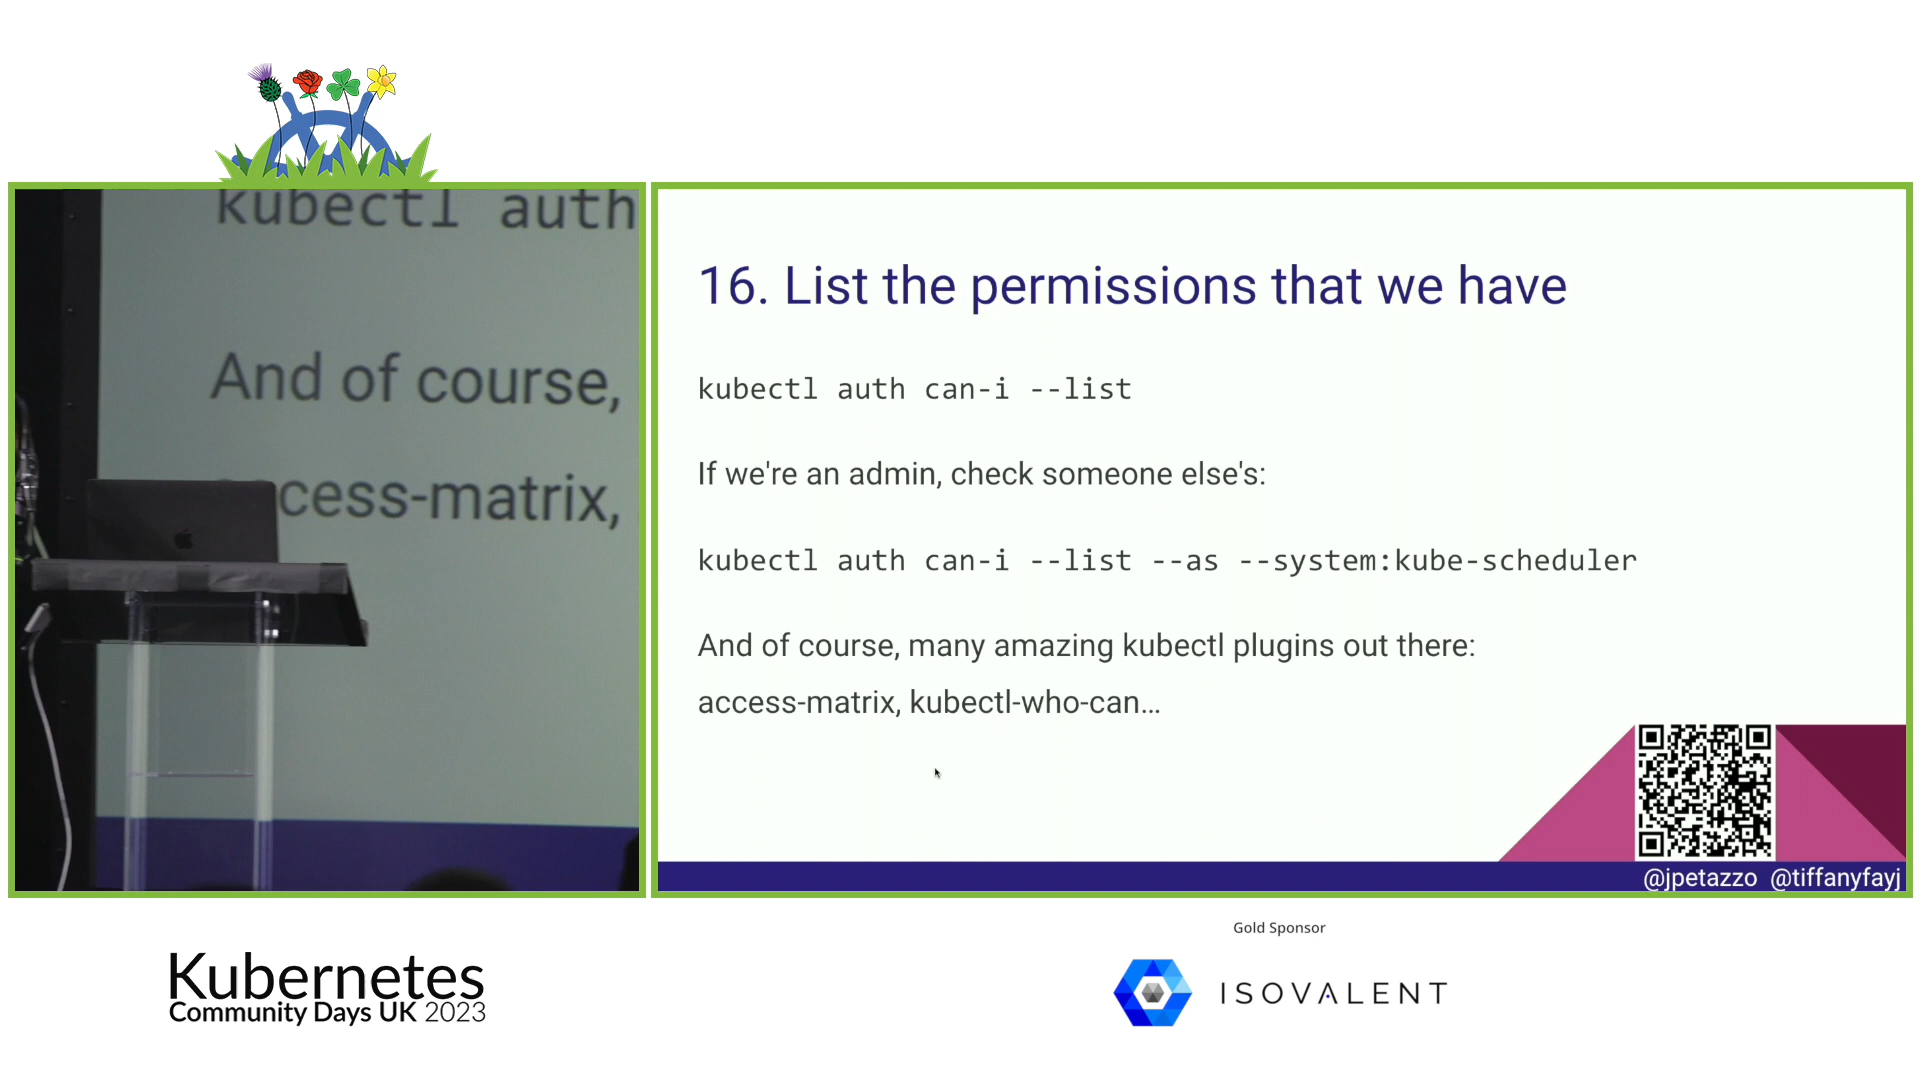 kubectl auth
And of course,
cess-matrix,
16. List the permissions that we have
kubectl auth can-i --list
If we're an admin, check someone else's:
kubectl auth can-i --list --as --system:kube-scheduler
And of course, many amazing kubectl plugins out there:
access-matrix, kubectl-who-can...
@jpetazzo @tiffanyfayj
Kubernetes
Community Days UK 2023
Gold Sponsor
ISOVALENT